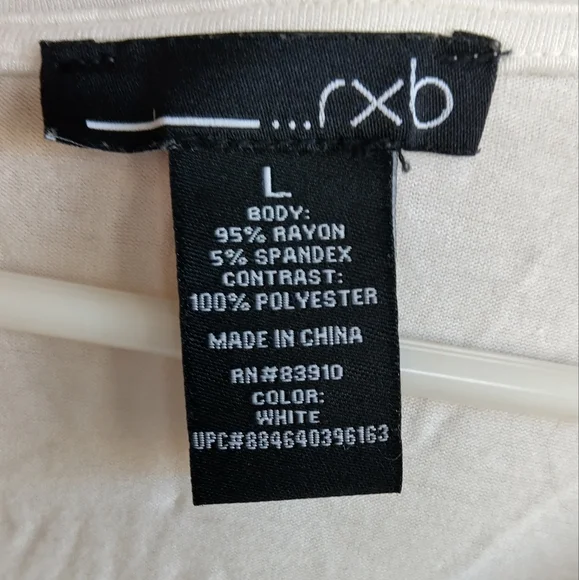 ...rxb
L
BODY:
95% RAYON
5% SPANDEX
CONTRAST:
100% POLYESTER
MADE IN CHINA
RN#83910
COLOR:
WHITE
UPC#884640396163